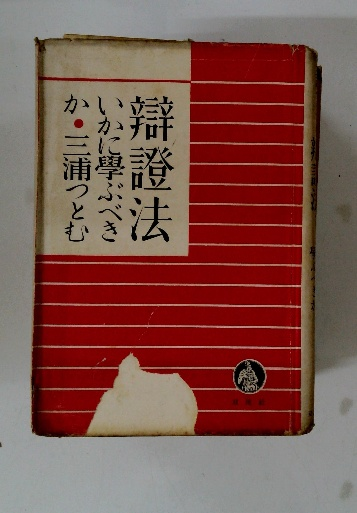 辯證法
いかに學ぶべき
か・三浦つとむ